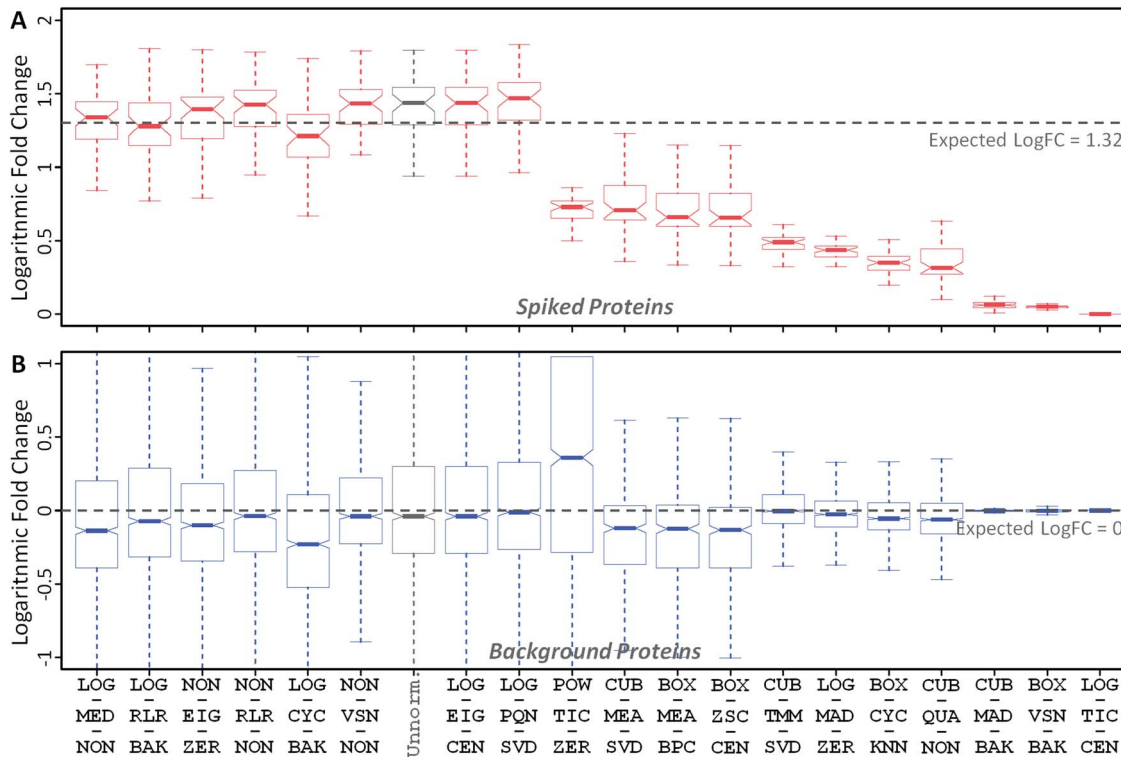 A
Logaritnmic Fold Change
2
1.5
1
0.5
0
Expected LogFC = 1.32
Spiked Proteins
B
Logaritnmic Fold Change
1
0.5
0
-0.5
-1
Expected LogFC = 0
Background Proteins
LOG LOG NON NON LOG NON Unnorm. LOG LOG POW CUB BOX BOX CUB LOG BOX CUB CUB BOX LOG
- - - - - - - - - - - - - - - - - - -
MED RLR EIG RLR CYC VSN EIG PQN TIC MEA MEA ZSC TMM MAD CYC QUA MAD VSN TIC
- - - - - - - - - - - - - - - - - - -
NON BAK ZER NON BAK NON CEN SVD ZER SVD BPC CEN SVD ZER KNN NON BAK BAK CEN